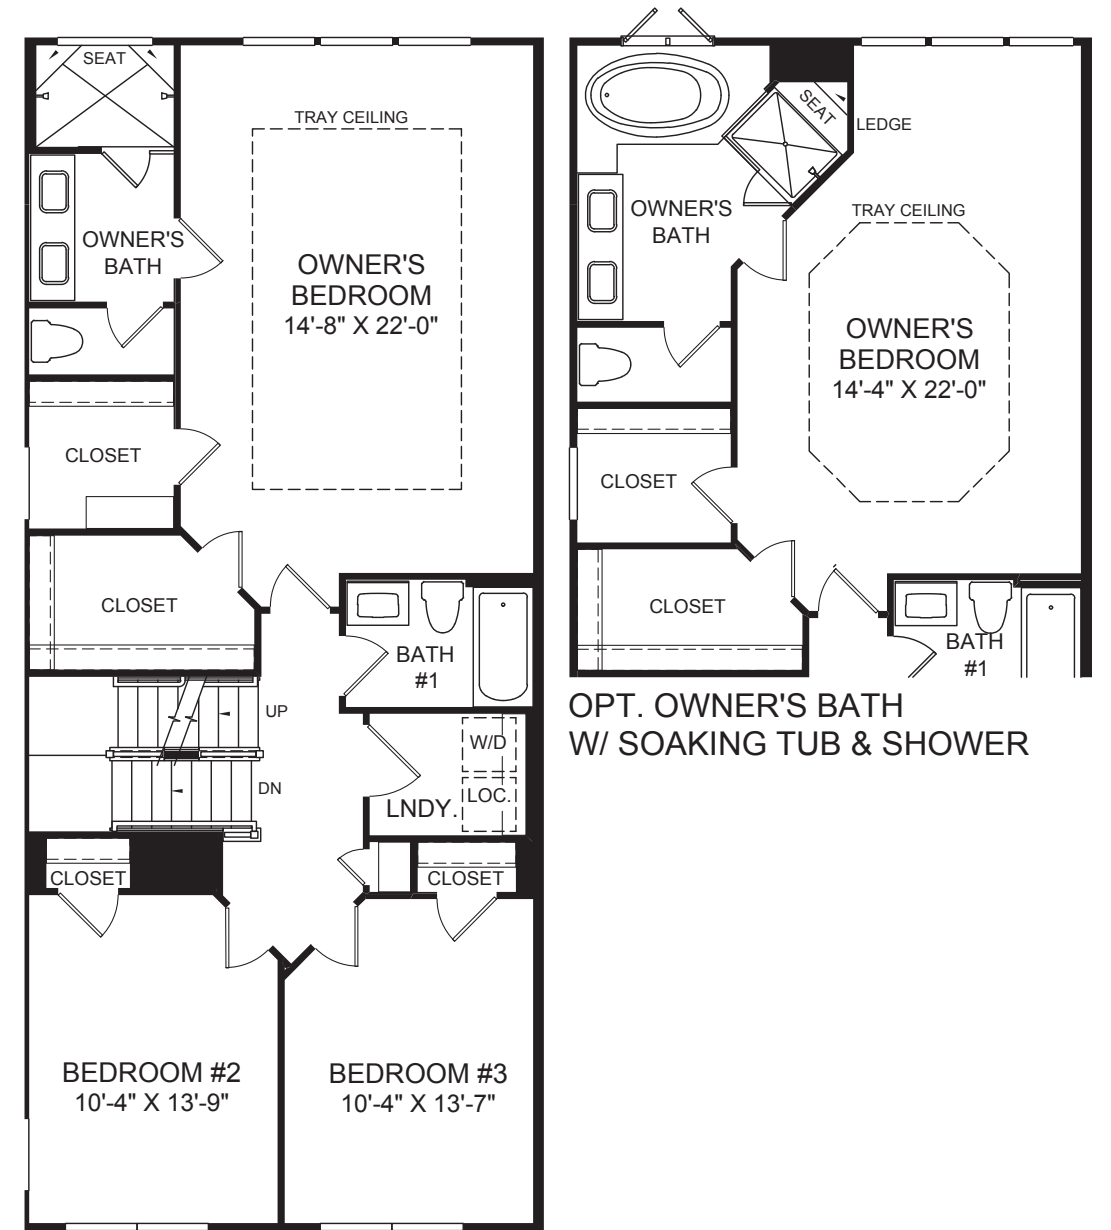 SEAT
TRAY CEILING
OWNER'S
BATH
OWNER'S
BEDROOM
14'-8" X 22'-0"
CLOSET
CLOSET
BATH
#1
UP
DN
W/D
LOC.
LNDY.
CLOSET
CLOSET
BEDROOM #2
10'-4" X 13'-9"
BEDROOM #3
10'-4" X 13'-7"
SEAT
LEDGE
OWNER'S
BATH
TRAY CEILING
OWNER'S
BEDROOM
14'-4" X 22'-0"
CLOSET
CLOSET
BATH
#1
OPT. OWNER'S BATH
W/ SOAKING TUB & SHOWER